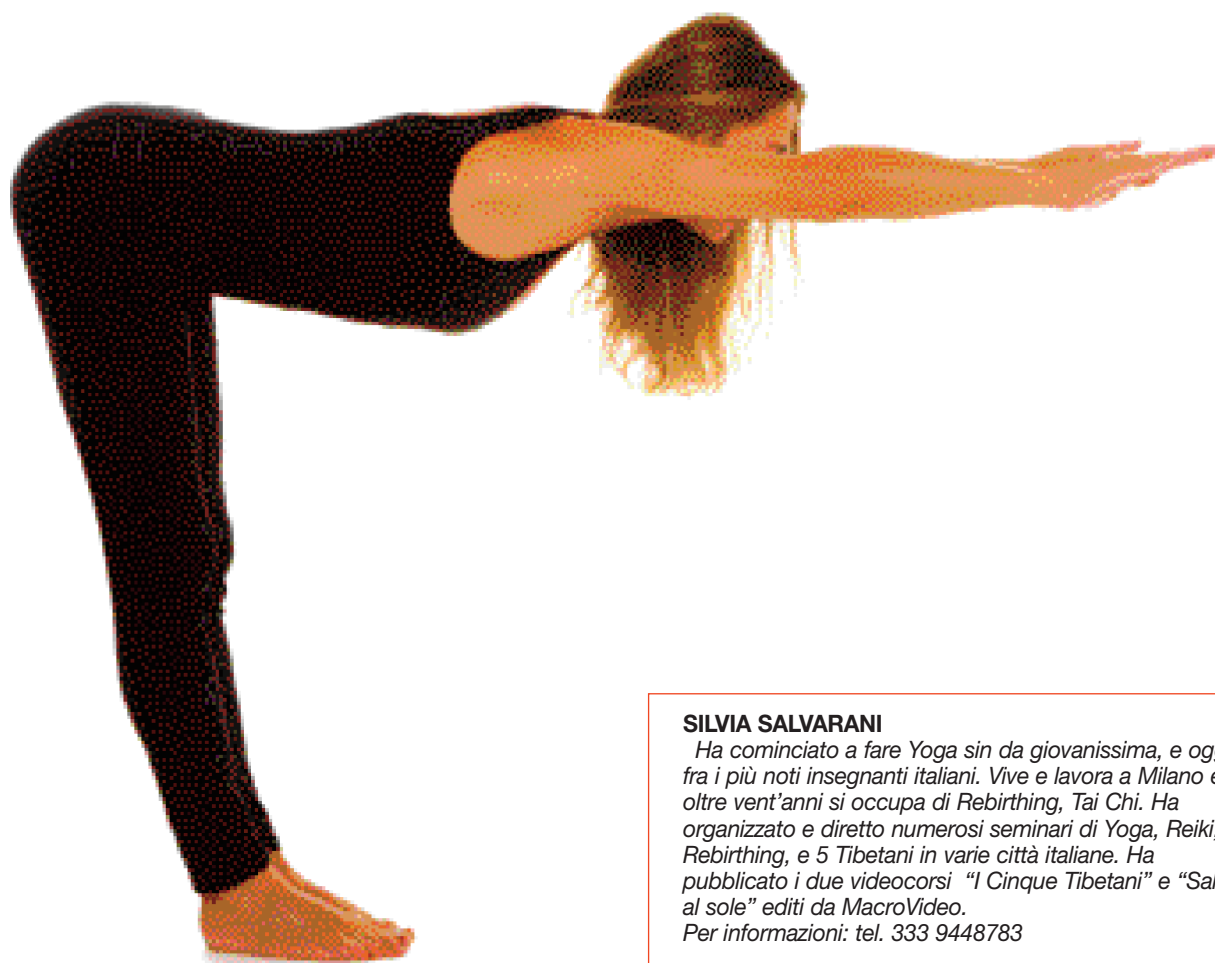 SILVIA SALVARANI
Ha cominciato a fare Yoga sin da giovanissima, e
fra i più noti insegnanti italiani. Vive e lavora a Milano
oltre vent’anni si occupa di Rebirthing, Tai Chi. Ha
organizzato e diretto numerosi seminari di Yoga, Reiki,
Rebirthing, e 5 Tibetani in varie città italiane. Ha
pubblicato i due videocorsi “I Cinque Tibetani” e
al sole” editi da MacroVideo.
Per informazioni: tel. 333 9448783